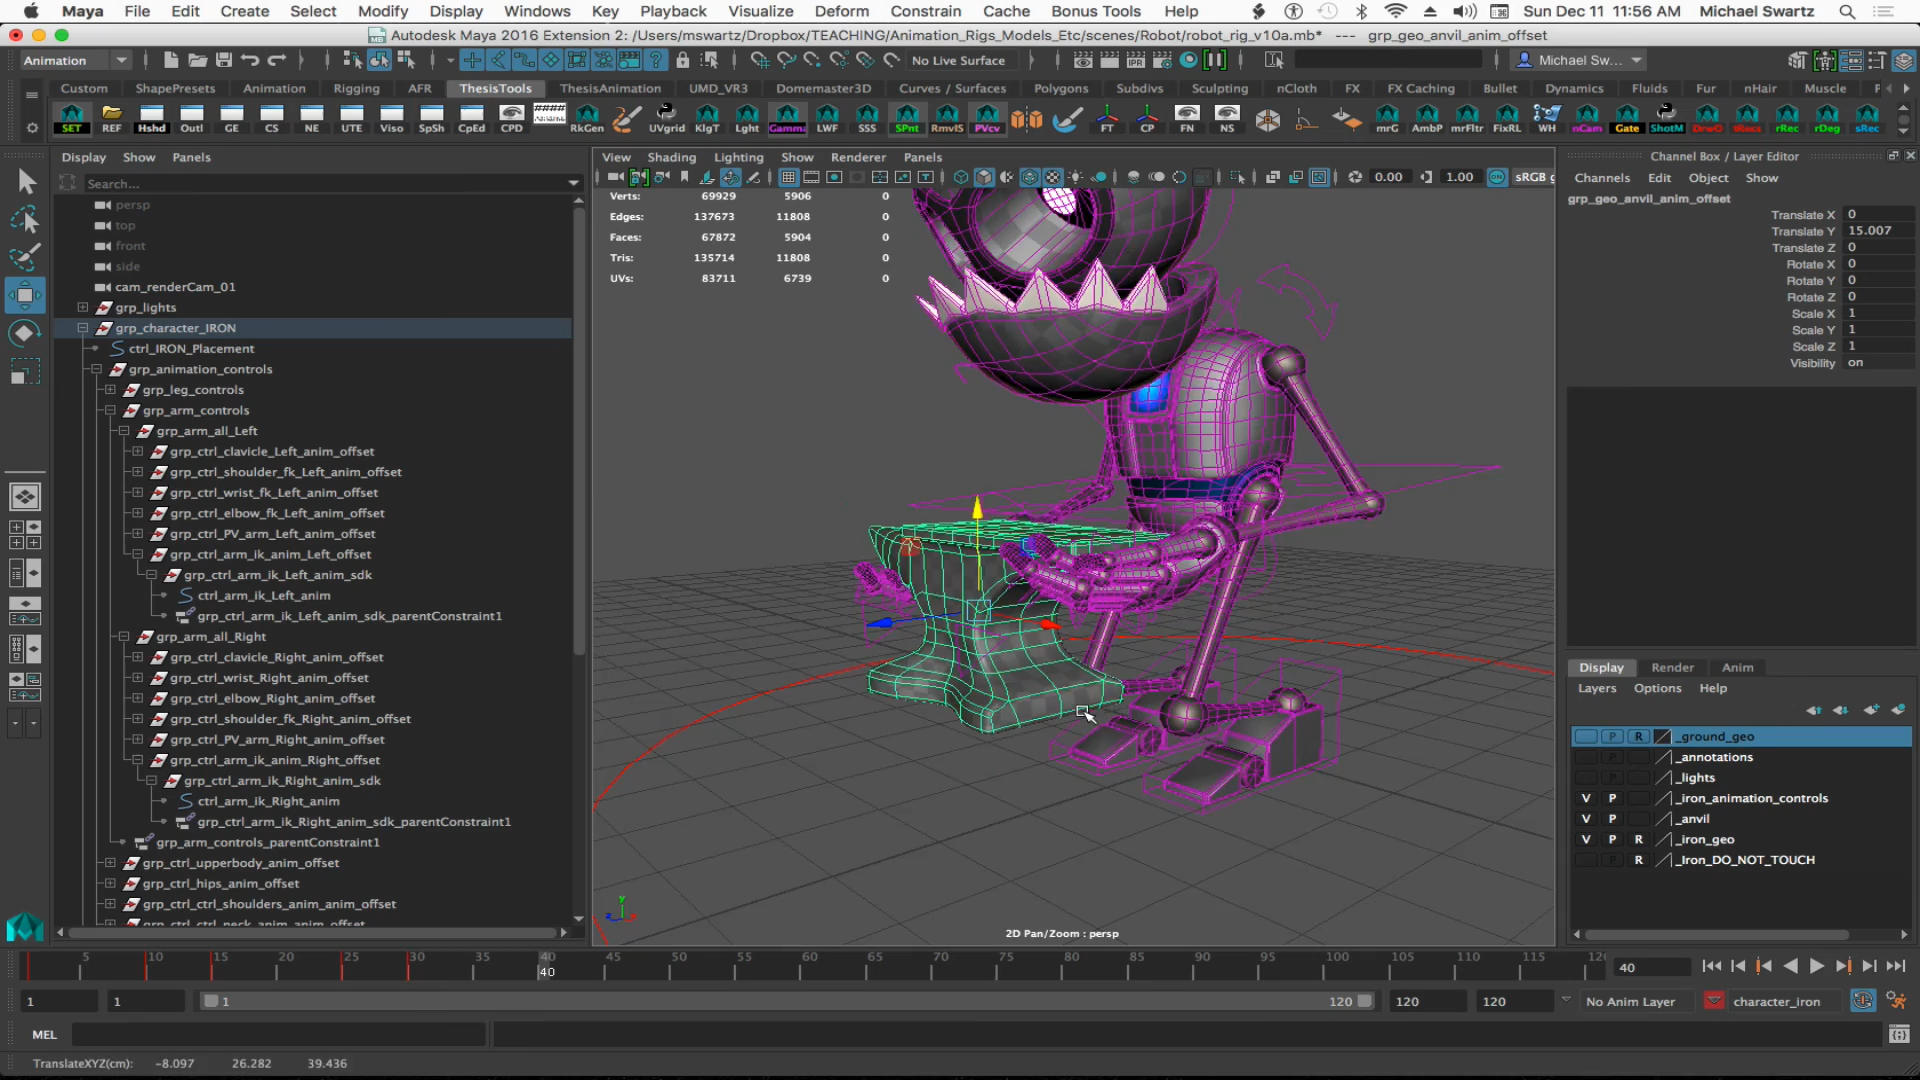 Maya File Edit Create Select Modify Display Windows Key Playback Visualize Deform Constrain Cache Bonus Tools Help Sun Dec 11 11:56 AM Michael Swartz
Autodesk Maya 2016 Extension 2: /Users/mswartz/Dropbox/TEACHING/Animation_Rigs_Models_Etc/scenes/Robot/robot_rig_v10a.mb* --- grp_geo_anvil_anim_offset
Animation No Live Surface Michael Sw...
Custom ShapePresets Animation Rigging AFR ThesisTools ThesisAnimation UMD_VR3 Domemaster3D Curves / Surfaces Polygons Subdivs Sculpting nCloth FX FX Caching Bullet Dynamics Fluids Fur nHair Muscle
SET REF Hshd Outl GE CS NE UTE Viso SpSh CpEd CPD RkGen UVgrid KlgT Lght Gamma LWF SSS SPnt RmvlS PVcv FT CP FN NS mrG AmbP mrFltr FixRL WH nCam Gate ShotM rRec rDeg sRec
Display Show Panels
Search...
persp
top
front
side
cam_renderCam_01
grp_lights
grp_character_IRON
ctrl_IRON_Placement
grp_animation_controls
grp_leg_controls
grp_arm_controls
grp_arm_all_Left
grp_ctrl_clavicle_Left_anim_offset
grp_ctrl_shoulder_fk_Left_anim_offset
grp_ctrl_wrist_fk_Left_anim_offset
grp_ctrl_elbow_fk_Left_anim_offset
grp_ctrl_PV_arm_Left_anim_offset
grp_ctrl_arm_ik_anim_Left_offset
grp_ctrl_arm_ik_Left_anim_sdk
ctrl_arm_ik_Left_anim
grp_ctrl_arm_ik_Left_anim_sdk_parentConstraint1
grp_arm_all_Right
grp_ctrl_clavicle_Right_anim_offset
grp_ctrl_wrist_Right_anim_offset
grp_ctrl_elbow_Right_anim_offset
grp_ctrl_shoulder_fk_Right_anim_offset
grp_ctrl_PV_arm_Right_anim_offset
grp_ctrl_arm_ik_anim_Right_offset
grp_ctrl_arm_ik_Right_anim_sdk
ctrl_arm_ik_Right_anim
grp_ctrl_arm_ik_Right_anim_sdk_parentConstraint1
grp_arm_controls_parentConstraint1
grp_ctrl_upperbody_anim_offset
grp_ctrl_hips_anim_offset
grp_ctrl_ctrl_shoulders_anim_anim_offset
grp_ctrl_ctrl_neck_anim_anim_offset
View Shading Lighting Show Renderer Panels
0.00 1.00 ON sRGB g
Verts: 69929 5906 0
Edges: 137673 11808 0
Faces: 67872 5904 0
Tris: 135714 11808 0
UVs: 83711 6739 0
y
z
2D Pan/Zoom : persp
Channel Box / Layer Editor
Channels Edit Object Show
grp_geo_anvil_anim_offset
Translate X 0
Translate Y 15.007
Translate Z 0
Rotate X 0
Rotate Y 0
Rotate Z 0
Scale X 1
Scale Y 1
Scale Z 1
Visibility on
Display Render Anim
Layers Options Help
P R _ground_geo
P _annotations
P _lights
V P _iron_animation_controls
V P _anvil
V P R _iron_geo
P R _Iron_DO_NOT_TOUCH
5 10 15 20 25 30 35 40 45 50 55 60 65 70 75 80 85 90 95 100 105 110 115 12
40
40
1 1 1 120 120 120 No Anim Layer character_iron
MEL
TranslateXYZ(cm): -8.097 26.282 39.436